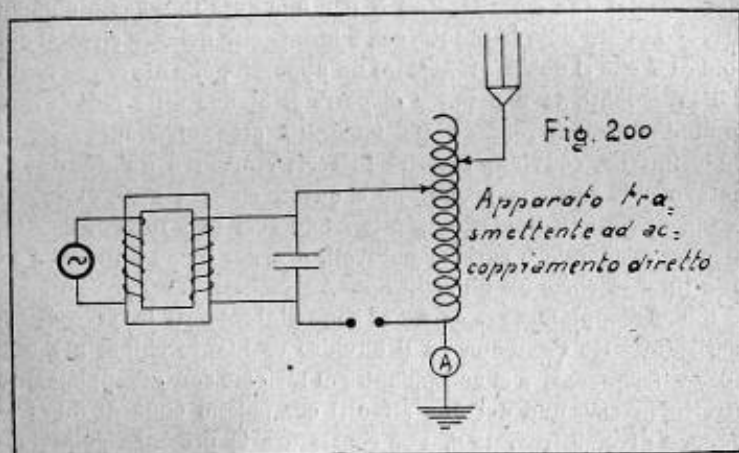 Fig. 200
Apparato tra=
smettente ad ac=
coppiamento diretto
~
A